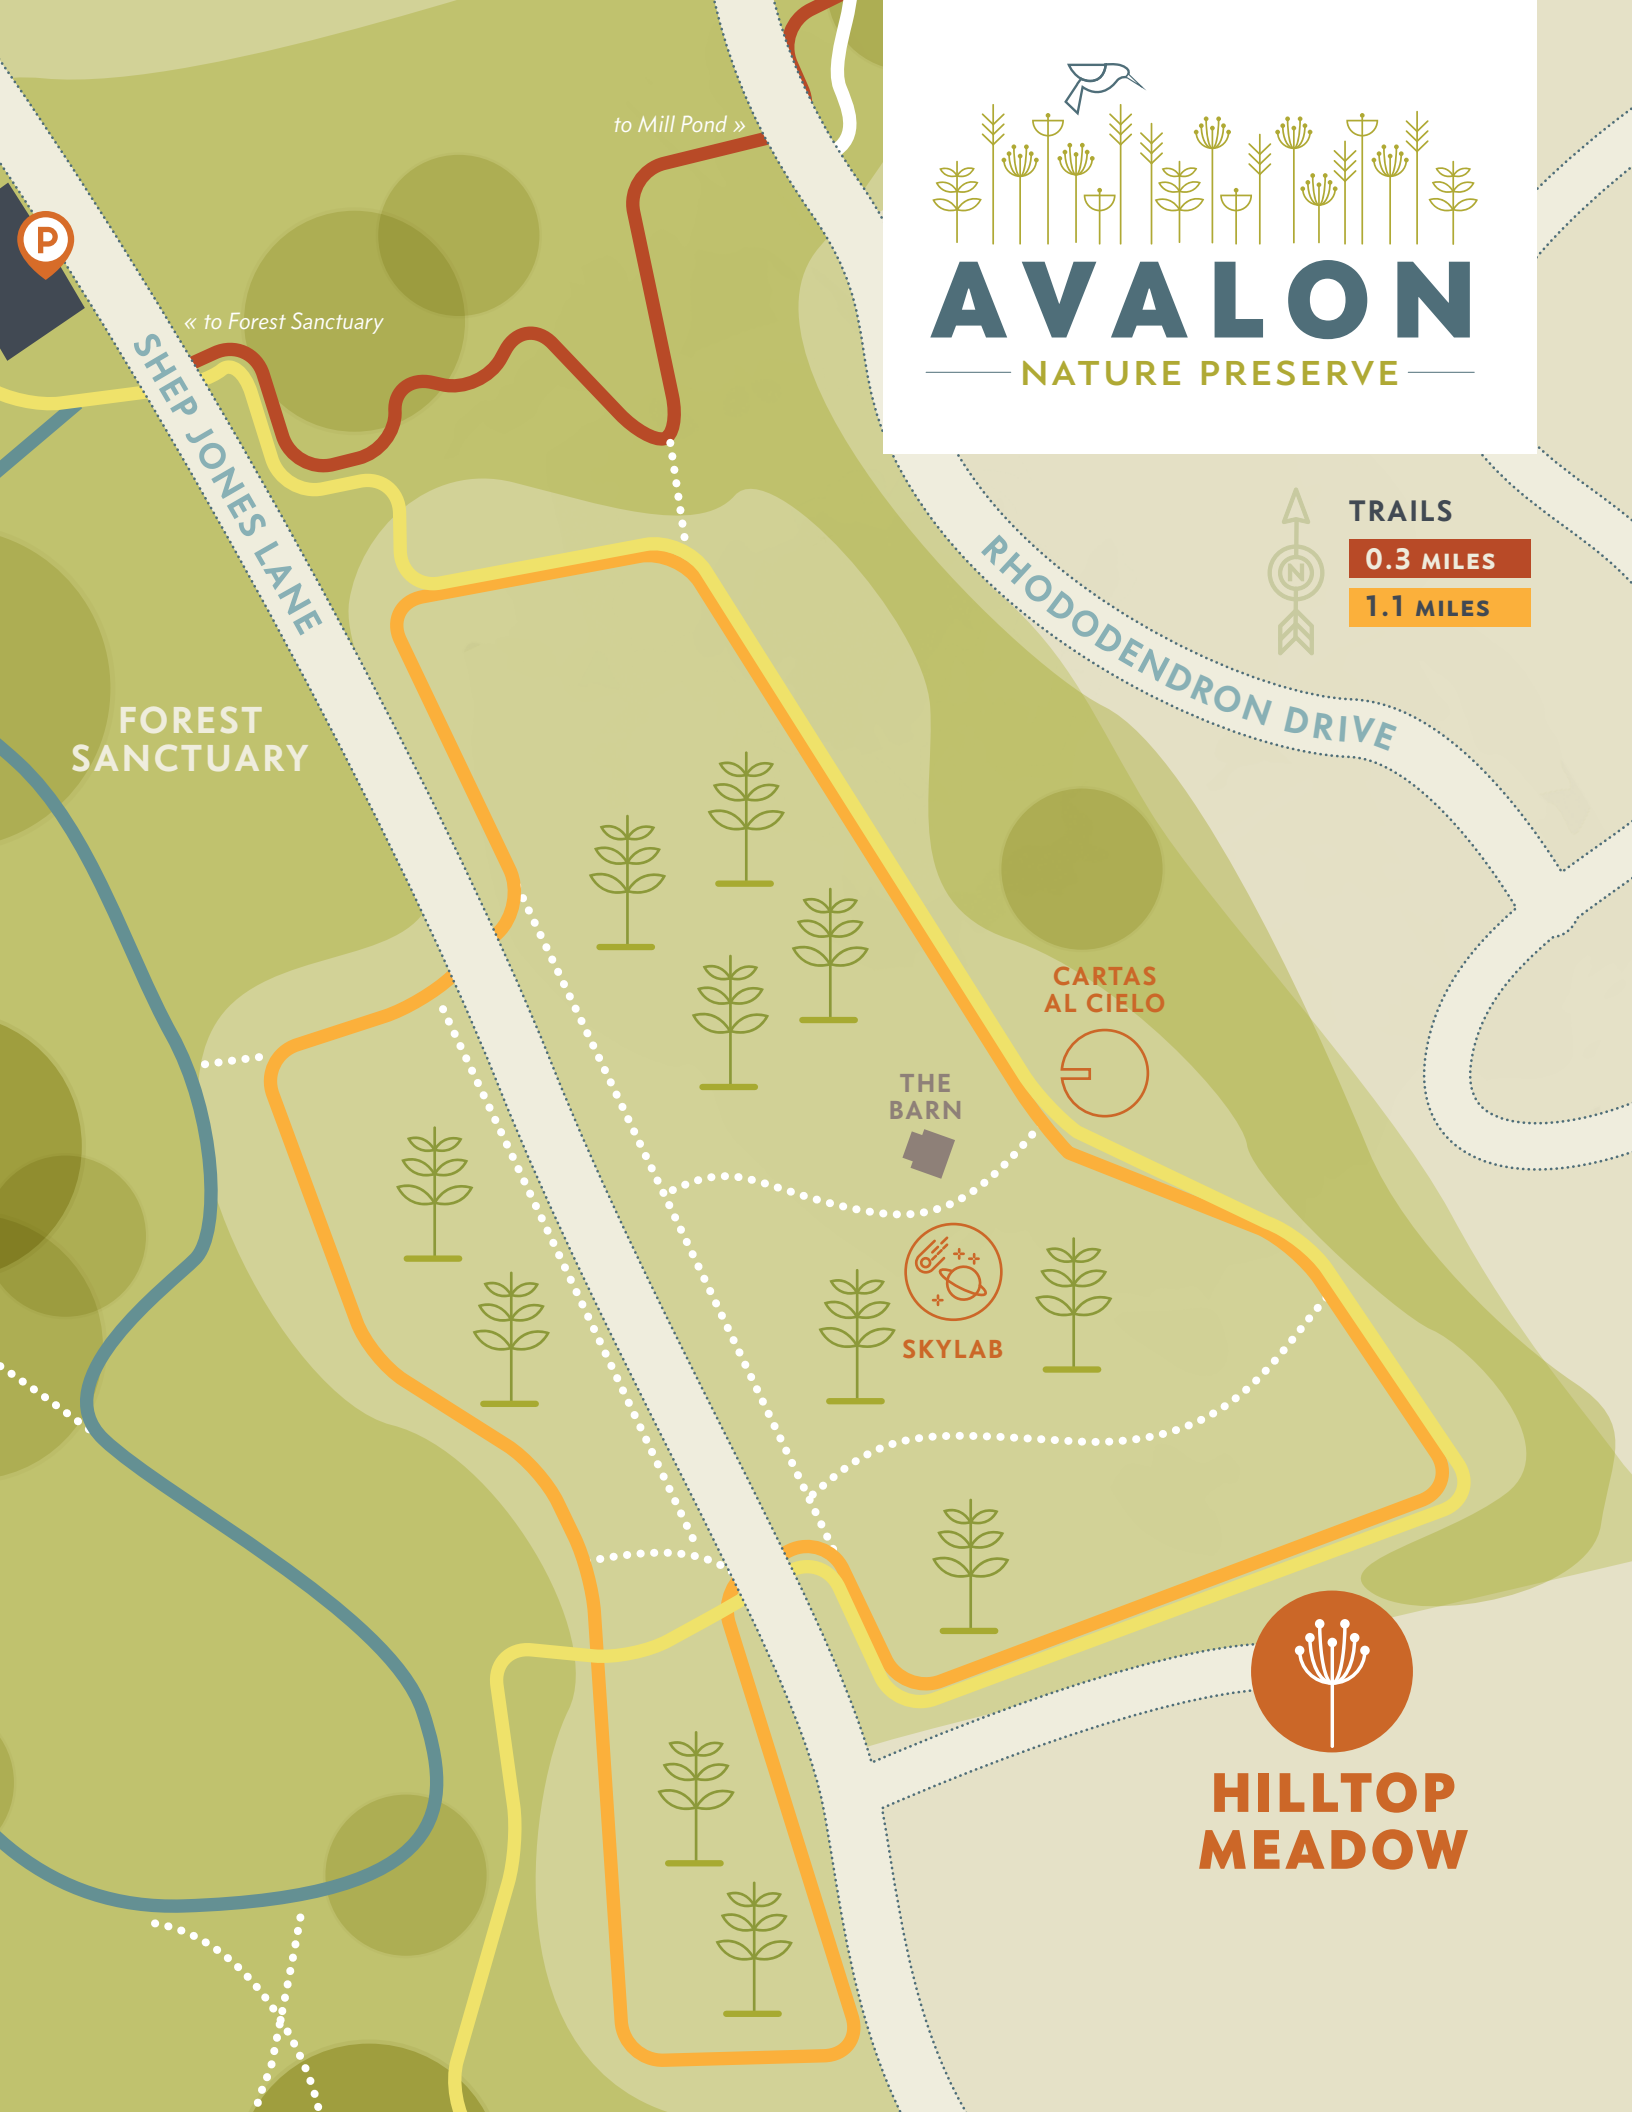 to Mill Pond »
AVALON
NATURE PRESERVE
P
« to Forest Sanctuary
SHEP JONES LANE
TRAILS
0.3 MILES
N
1.1 MILES
RHODODENDRON DRIVE
FOREST
SANCTUARY
CARTAS
AL CIELO
THE
BARN
SKYLAB
HILLTOP
MEADOW